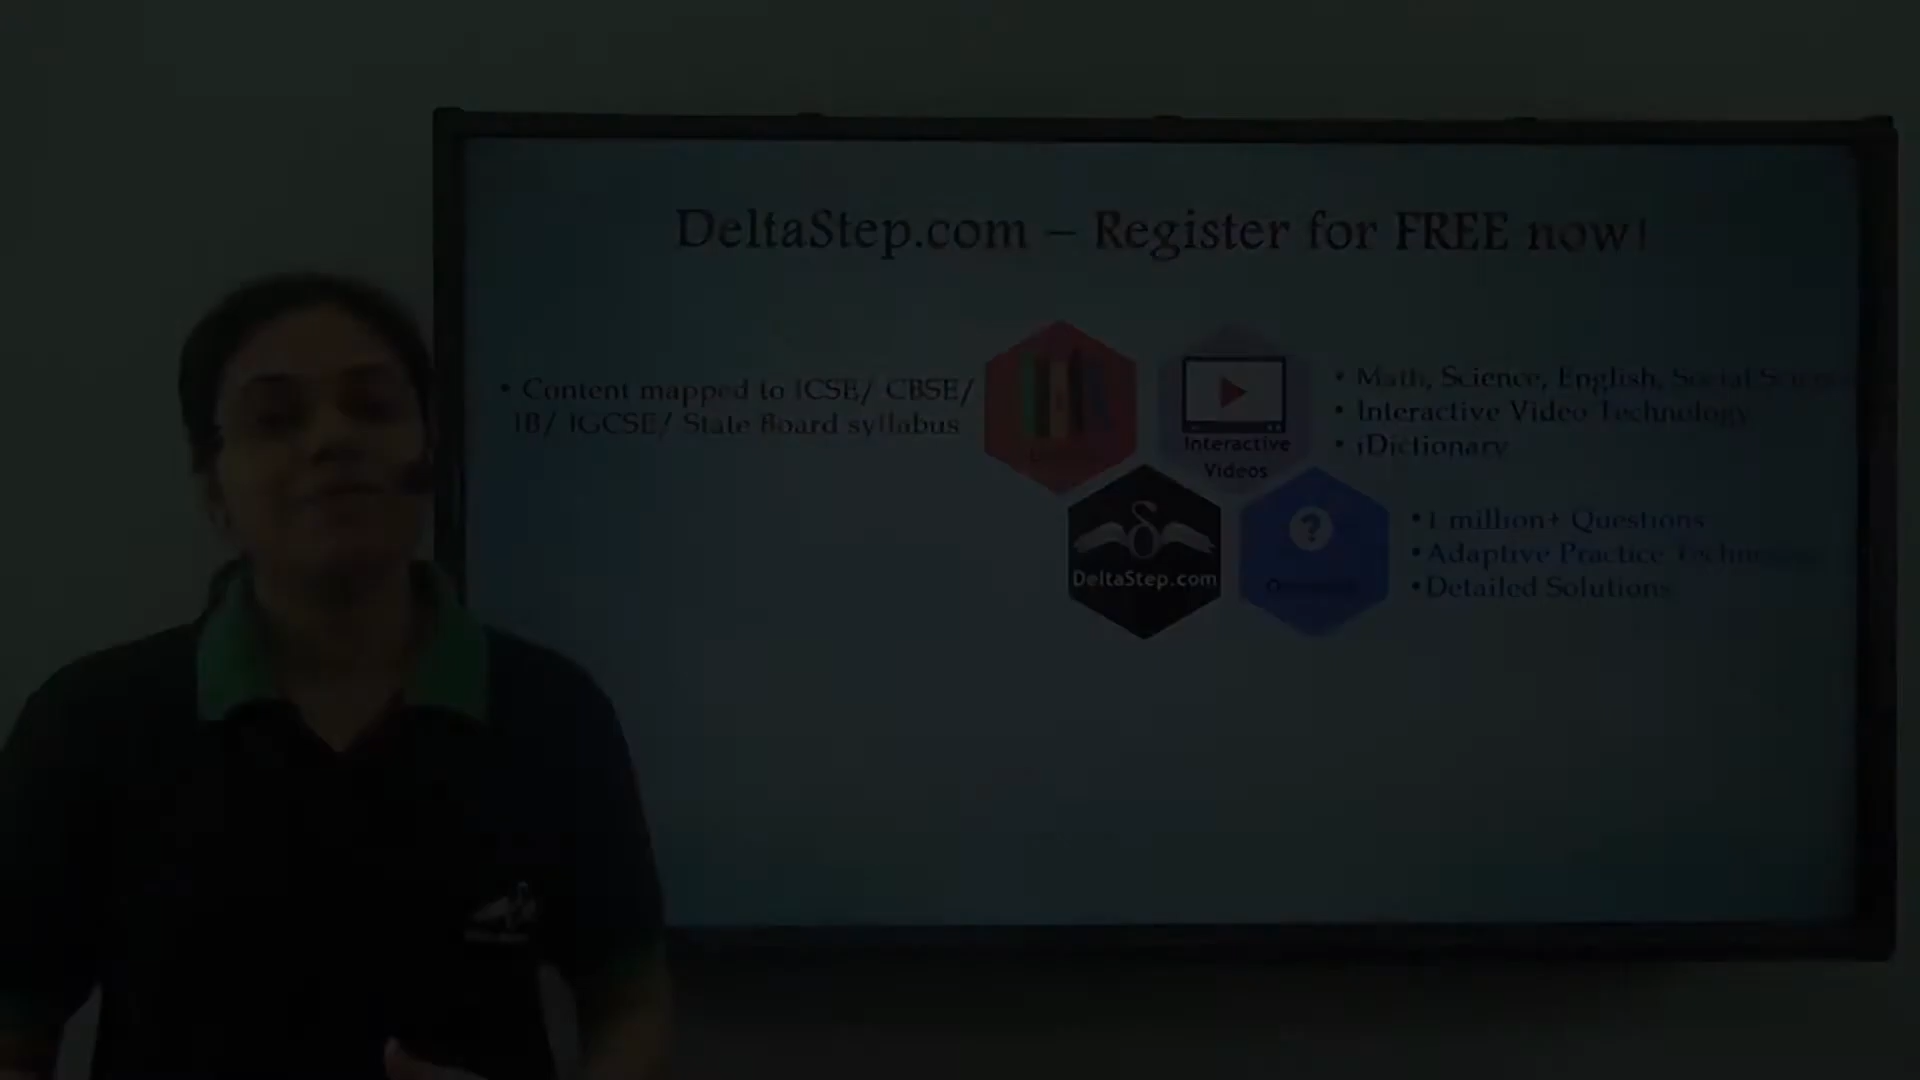 DeltaStep.com – Register for FREE now!
• Content mapped to ICSE/ CBSE/
IB/ IGCSE/ State Board syllabus
Interactive
Videos
• Math, Science, English, Social
• Interactive Video Technology
• iDictionary
DeltaStep.com
?
• 1 million+ Questions
• Adaptive Practice
• Detailed Solutions